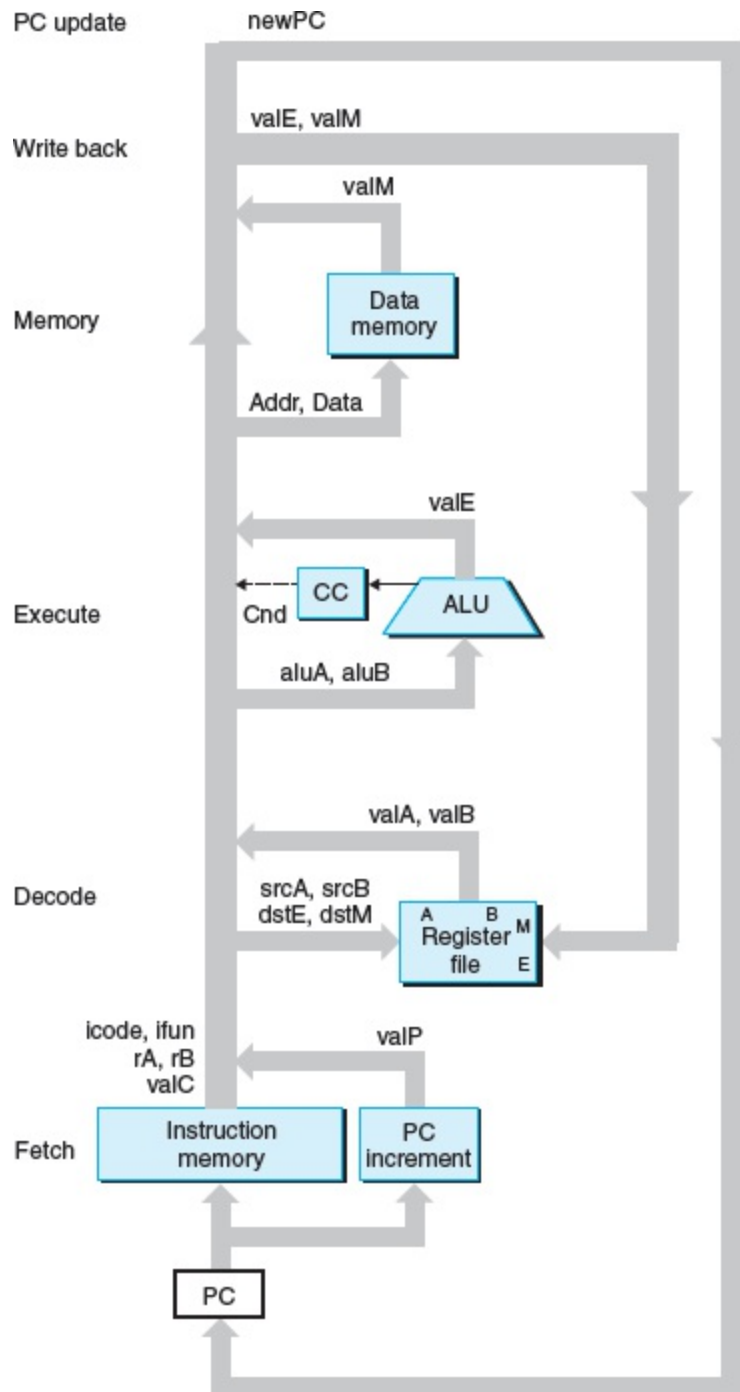 PC update
newPC
valE, valM
Write back
valM
Data
memory
Memory
Addr, Data
valE
CC
ALU
Cnd
Execute
aluA, aluB
valA, valB
Decode
srcA, srcB
dstE, dstM
A B M
Register
file E
icode, ifun
rA, rB
valC
valP
Fetch
Instruction
memory
PC
increment
PC